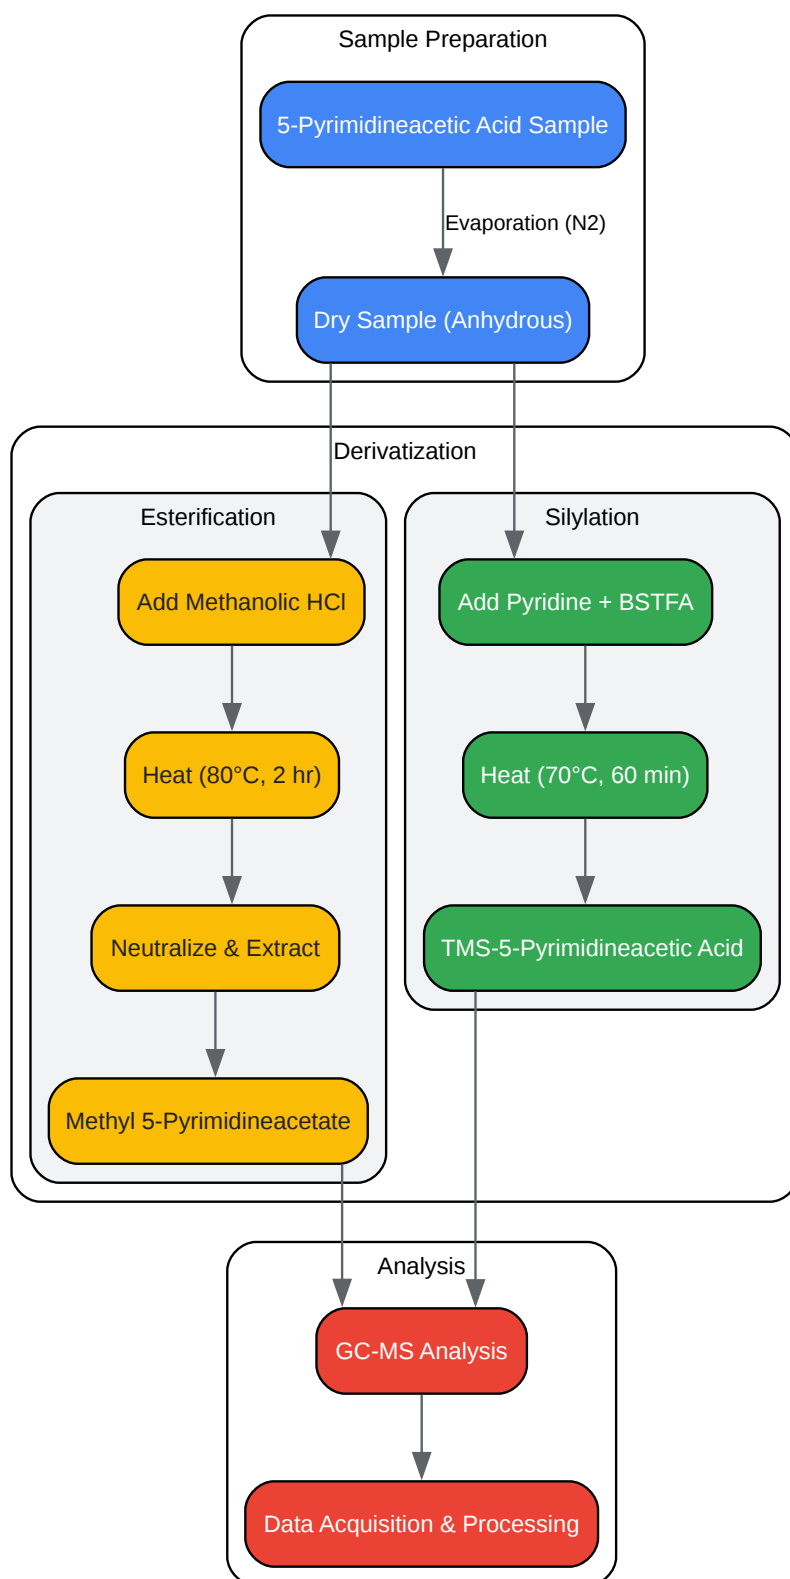 Sample Preparation
5-Pyrimidineacetic Acid Sample
Evaporation (N2)
Dry Sample (Anhydrous)
Derivatization
Esterification
Add Methanolic HCl
Heat (80°C, 2 hr)
Neutralize & Extract
Methyl 5-Pyrimidineacetate
Silylation
Add Pyridine + BSTFA
Heat (70°C, 60 min)
TMS-5-Pyrimidineacetic Acid
Analysis
GC-MS Analysis
Data Acquisition & Processing